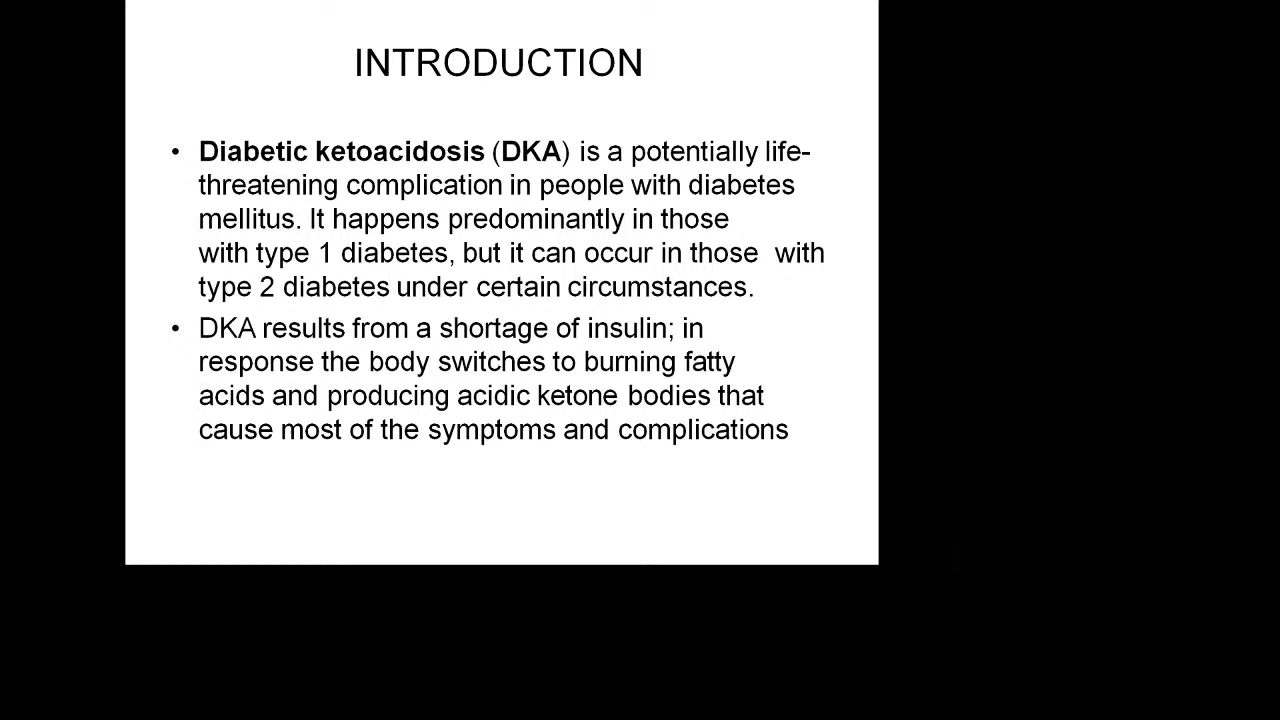 INTRODUCTION
• Diabetic ketoacidosis (DKA) is a potentially life-
threatening complication in people with diabetes
mellitus. It happens predominantly in those
with type 1 diabetes, but it can occur in those  with
type 2 diabetes under certain circumstances.
• DKA results from a shortage of insulin; in
response the body switches to burning fatty
acids and producing acidic ketone bodies that
cause most of the symptoms and complications